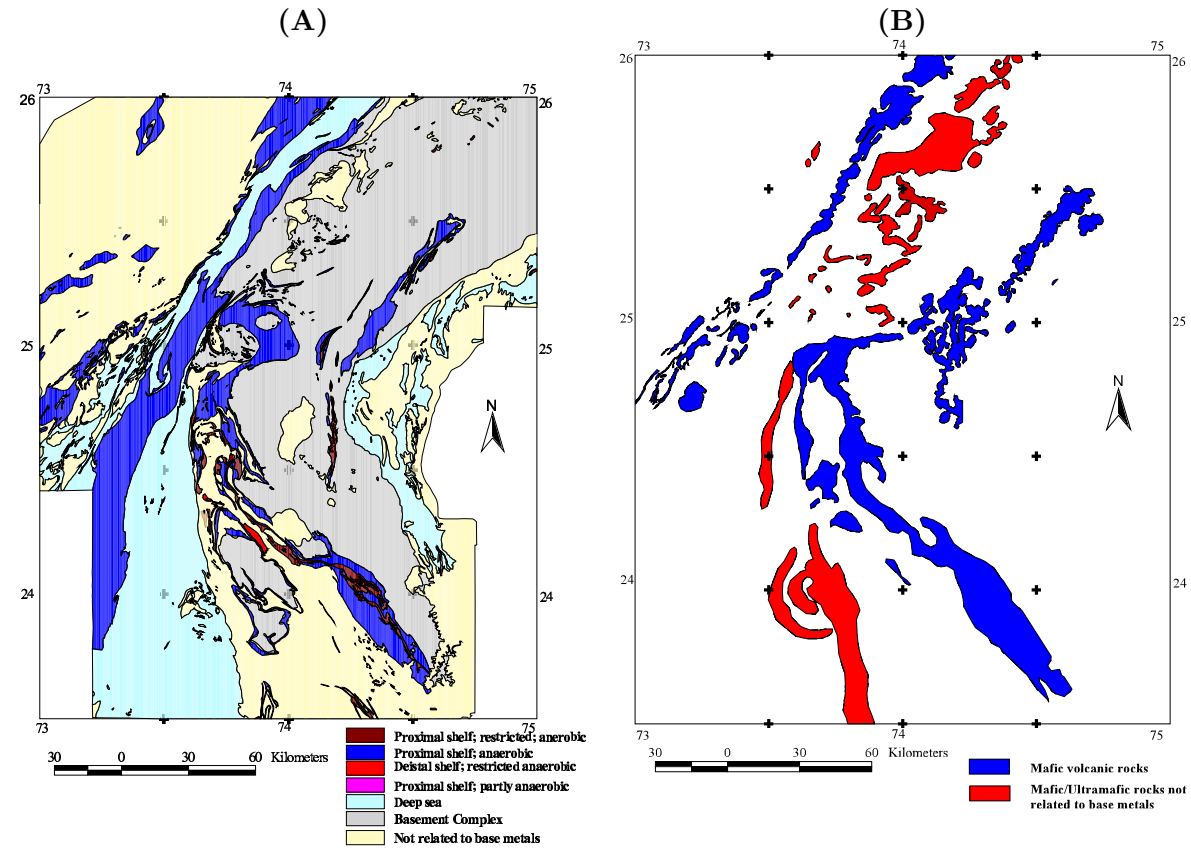 (A)
(B)
73
74
75
26
26
25
25
24
24
73
74
75
N
30 0 30 60 Kilometers
Proximal shelf; restricted; anerobic
Proximal shelf; anaerobic
Deistal shelf; restricted anaerobic
Proximal shelf; partly anaerobic
Deep sea
Basement Complex
Not related to base metals
73
74
75
26
26
25
25
24
24
73
74
75
N
30 0 30 60 Kilometers
Mafic volcanic rocks
Mafic/Ultramafic rocks not
related to base metals